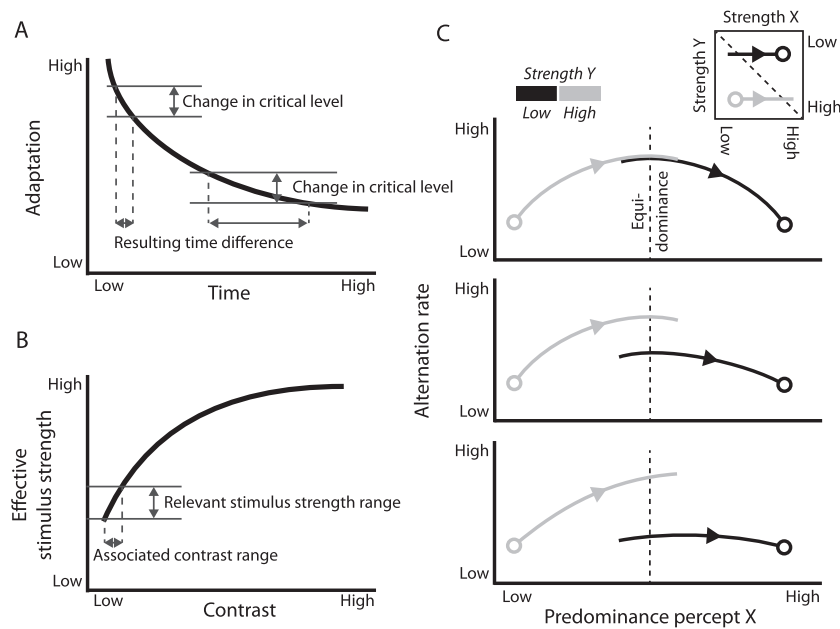 A
High
Adaptation
Low
Change in critical level
Change in critical level
Resulting time difference
Low
Time
High
B
High
Effective
stimulus strength
Low
Relevant stimulus strength range
Associated contrast range
Low
Contrast
High
C
Strength X
Strength Y
Low
High
Low
High
Strength Y
Low
High
High
Low
Equi-
dominance
Alternation rate
High
Low
High
Low
Low
High
Predominance percept X